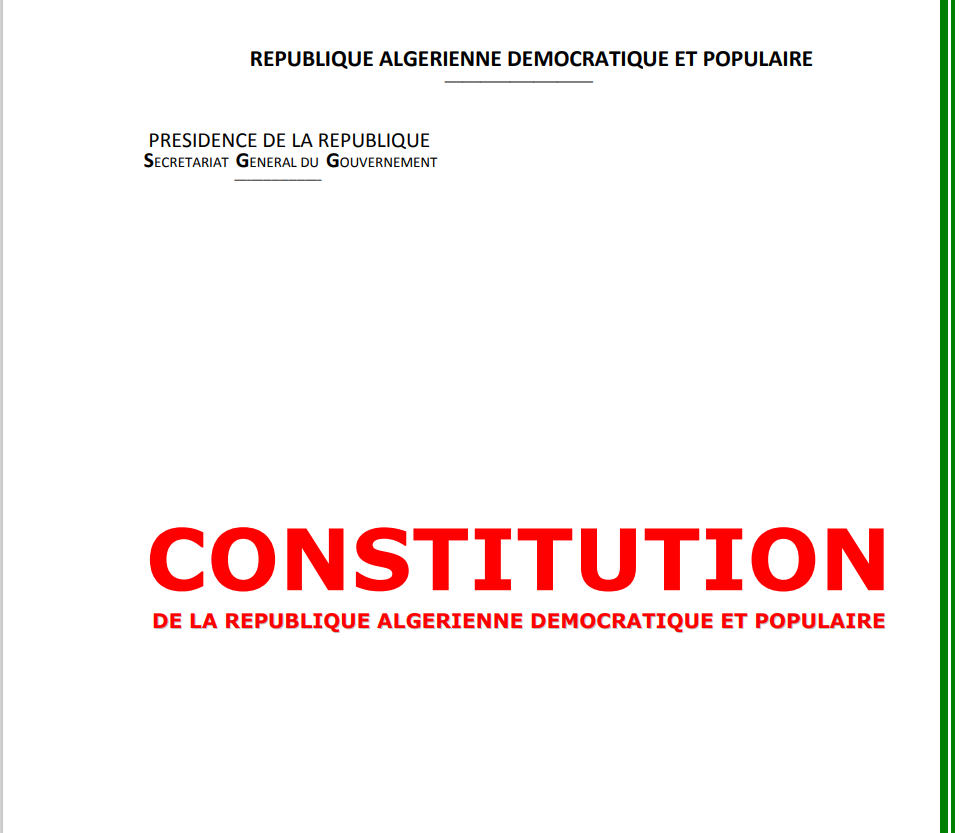 REPUBLIQUE ALGERIENNE DEMOCRATIQUE ET POPULAIRE
PRESIDENCE DE LA REPUBLIQUE
SECRETARIAT GENERAL DU GOUVERNEMENT
CONSTITUTION
DE LA REPUBLIQUE ALGERIENNE DEMOCRATIQUE ET POPULAIRE